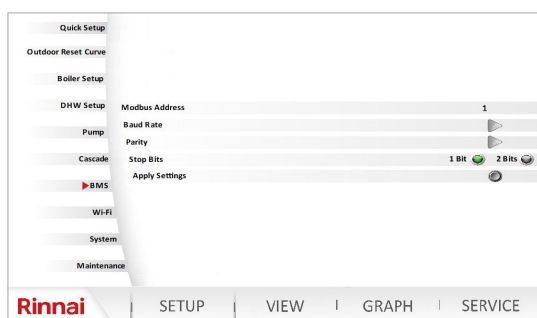 Quick Setup
Outdoor Reset Curve
Boiler Setup
DHW Setup
Pump
Cascade
BMS
Wi-Fi
System
Maintenance
Modbus Address 1
Baud Rate
Parity
Stop Bits 1 Bit 2 Bits
Apply Settings
Rinnai SETUP VIEW GRAPH SERVICE